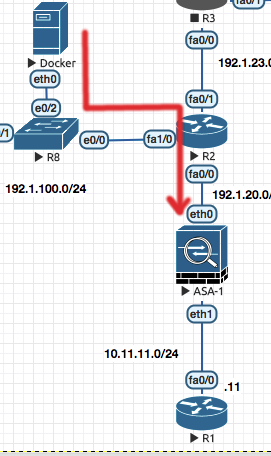 R3
fa0/0
Docker
192.1.23.0
eth0
fa0/1
e0/2
0/1
e0/0
fa1/0
R8
R2
fa0/0
192.1.100.0/24
192.1.20.0/
eth0
ASA-1
eth1
10.11.11.0/24
fa0/0
.11
R1